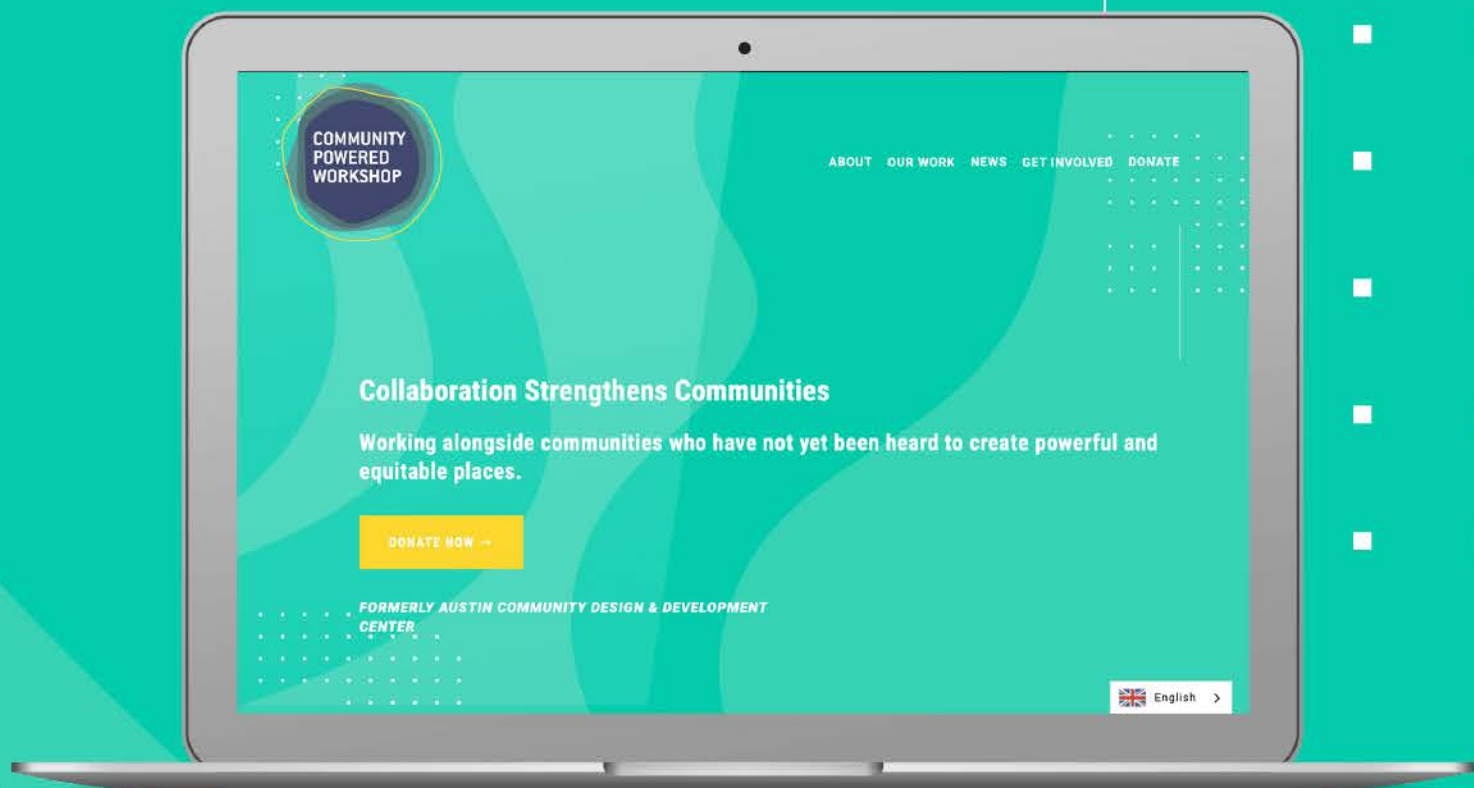 COMMUNITY
POWERED
WORKSHOP
ABOUT OUR WORK NEWS GET INVOLVED DONATE
Collaboration Strengthens Communities
Working alongside communities who have not yet been heard to create powerful and
equitable places.
DONATE NOW →
FORMERLY AUSTIN COMMUNITY DESIGN & DEVELOPMENT
CENTER
English >